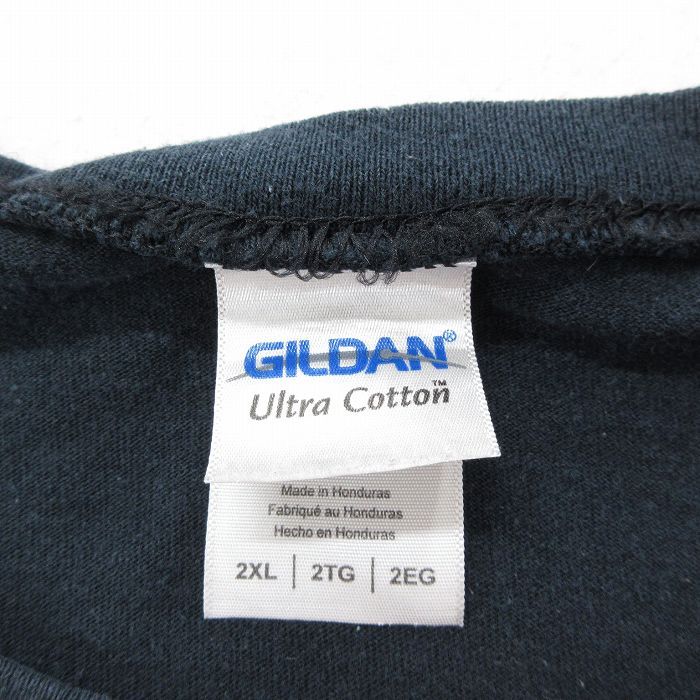 GILDAN®
Ultra Cotton™
Made in Honduras
Fabriqué au Honduras
Hecho en Honduras
2XL | 2TG | 2EG